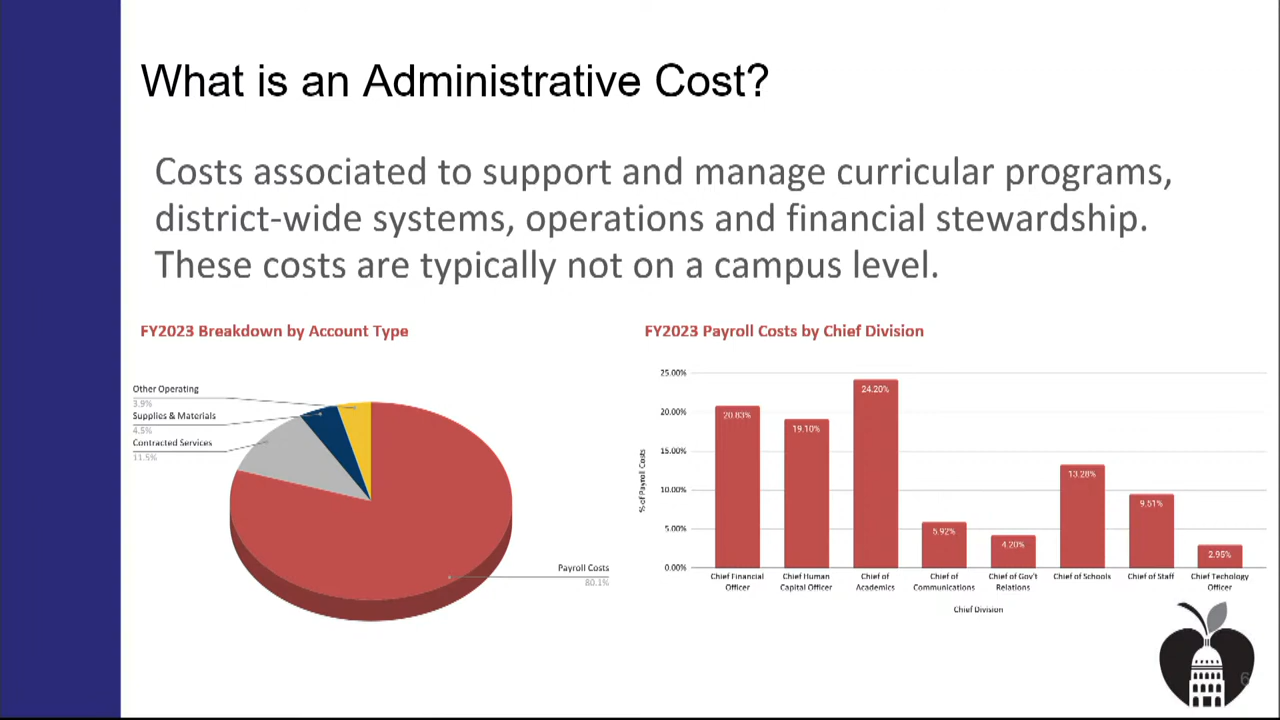 What is an Administrative Cost?
Costs associated to support and manage curricular programs,
district-wide systems, operations and financial stewardship.
These costs are typically not on a campus level.
FY2023 Breakdown by Account Type
Other Operating
3.9%
Supplies & Materials
4.5%
Contracted Services
11.5%
Payroll Costs
80.1%
FY2023 Payroll Costs by Chief Division
% of Payroll Costs
25.00%
20.00%
15.00%
10.00%
5.00%
0.00%
20.83%
19.10%
24.20%
5.92%
4.20%
13.28%
9.51%
2.95%
Chief Financial
Officer
Chief Human
Capital Officer
Chief of
Academics
Chief of
Communications
Chief of Gov't
Relations
Chief of Schools
Chief of Staff
Chief Techology
Officer
Chief Division
6